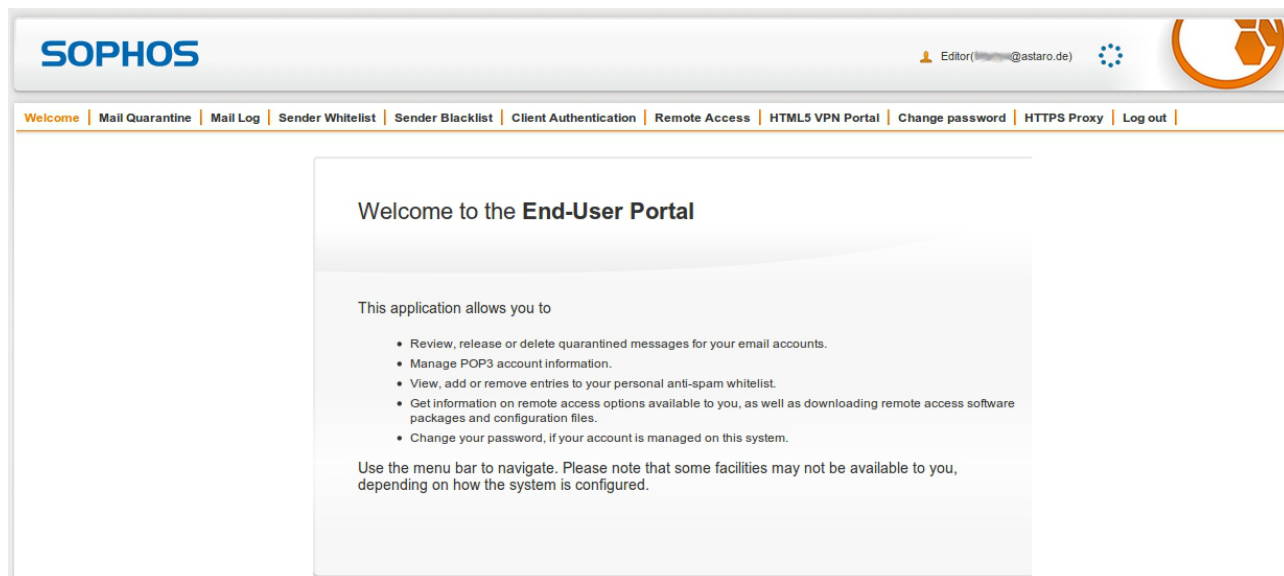 SOPHOS
Editor( @astaro.de)
Welcome | Mail Quarantine | Mail Log | Sender Whitelist | Sender Blacklist | Client Authentication | Remote Access | HTML5 VPN Portal | Change password | HTTPS Proxy | Log out |
Welcome to the End-User Portal
This application allows you to
• Review, release or delete quarantined messages for your email accounts.
• Manage POP3 account information.
• View, add or remove entries to your personal anti-spam whitelist.
• Get information on remote access options available to you, as well as downloading remote access software
packages and configuration files.
• Change your password, if your account is managed on this system.
Use the menu bar to navigate. Please note that some facilities may not be available to you,
depending on how the system is configured.